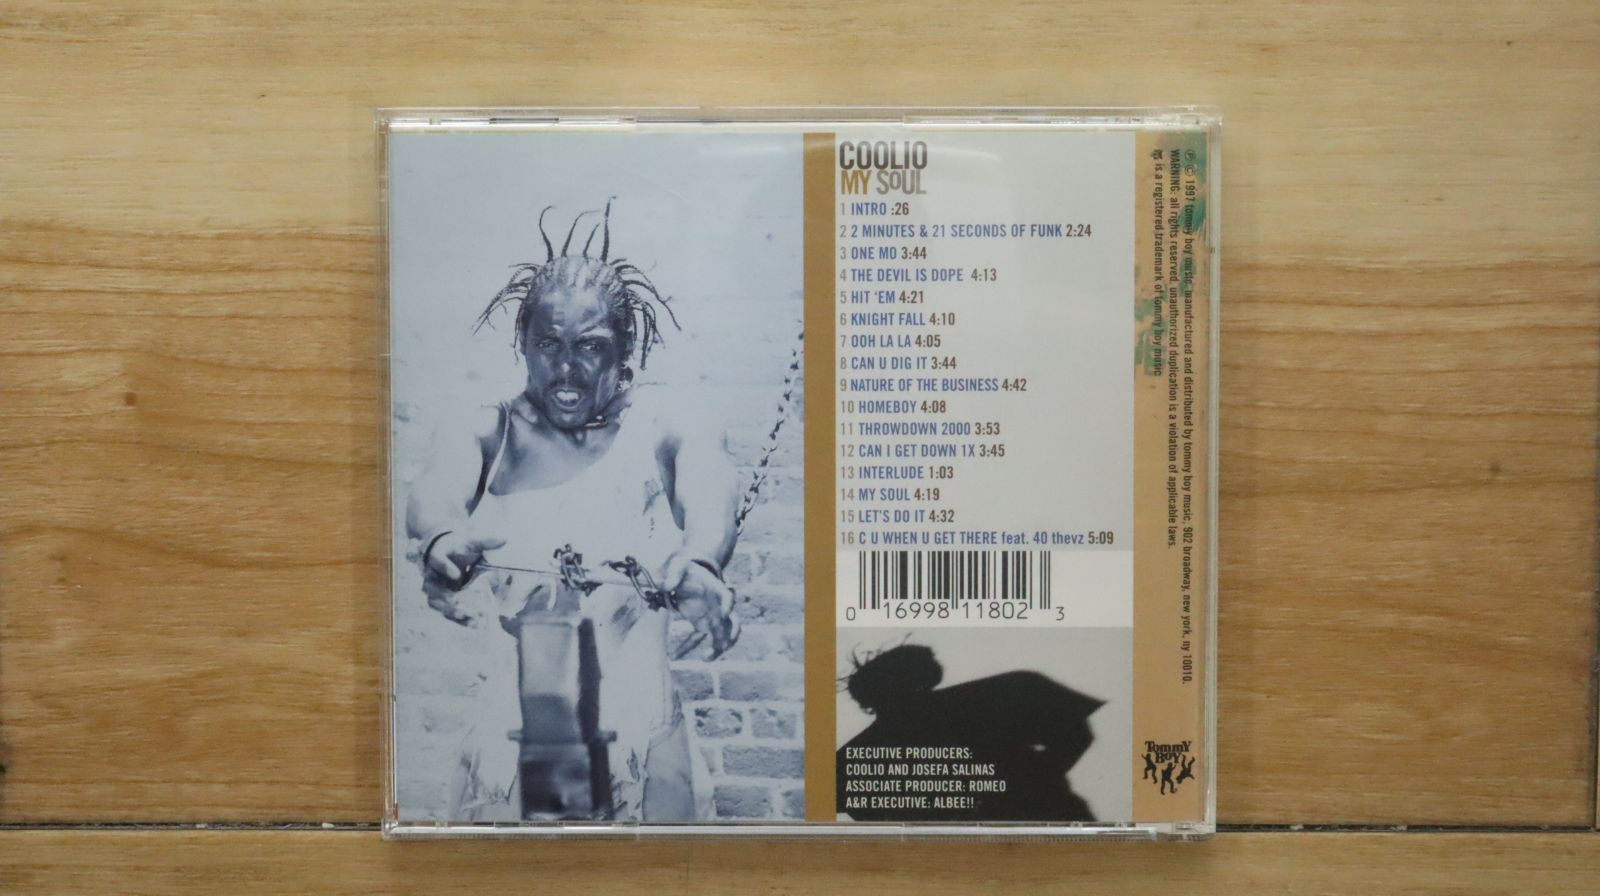 COOLIO
MY SOUL
1 INTRO :26
2 2 MINUTES & 21 SECONDS OF FUNK 2:24
3 ONE MO 3:44
4 THE DEVIL IS DOPE 4:13
5 HIT ‘EM 4:21
6 KNIGHT FALL 4:10
7 OOH LA LA 4:05
8 CAN U DIG IT 3:44
9 NATURE OF THE BUSINESS 4:42
10 HOMEBOY 4:08
11 THROWDOWN 2000 3:53
12 CAN I GET DOWN 1X 3:45
13 INTERLUDE 1:03
14 MY SOUL 4:19
15 LET'S DO IT 4:32
16 C U WHEN U GET THERE feat. 40 thevz 5:09
0 16998 11802 3
EXECUTIVE PRODUCERS:
COOLIO AND JOSEFA SALINAS
ASSOCIATE PRODUCER: ROMEO
A&R EXECUTIVE: ALBEE!!
℗ © 1997 tommy boy music. manufactured and distributed by tommy boy music, 902 broadway, new york, ny 10010.
WARNING: all rights reserved. unauthorized duplication is a violation of applicable laws.
is a registered trademark of tommy boy music
TOMMY
BOY